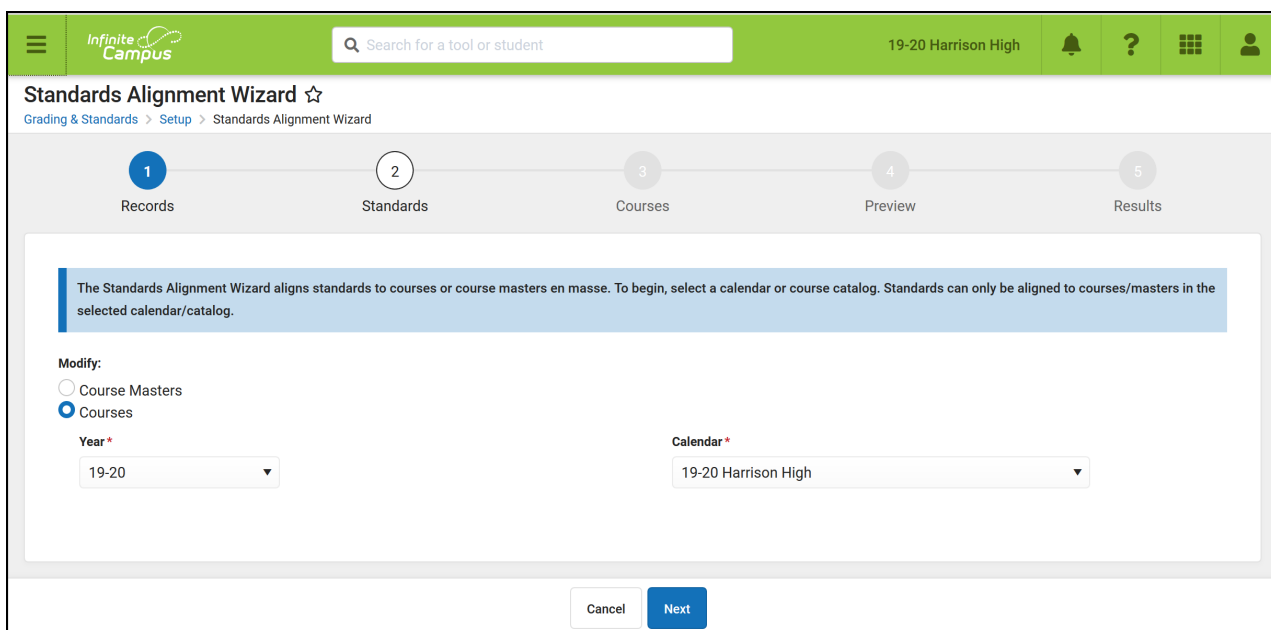 Infinite Campus
Search for a tool or student
19-20 Harrison High
?
Standards Alignment Wizard
Grading & Standards > Setup > Standards Alignment Wizard
1 2 3 4 5
Records Standards Courses Preview Results
The Standards Alignment Wizard aligns standards to courses or course masters en masse. To begin, select a calendar or course catalog. Standards can only be aligned to courses/masters in the
selected calendar/catalog.
Modify:
Course Masters
Courses
Year* Calendar*
19-20 19-20 Harrison High
Cancel Next